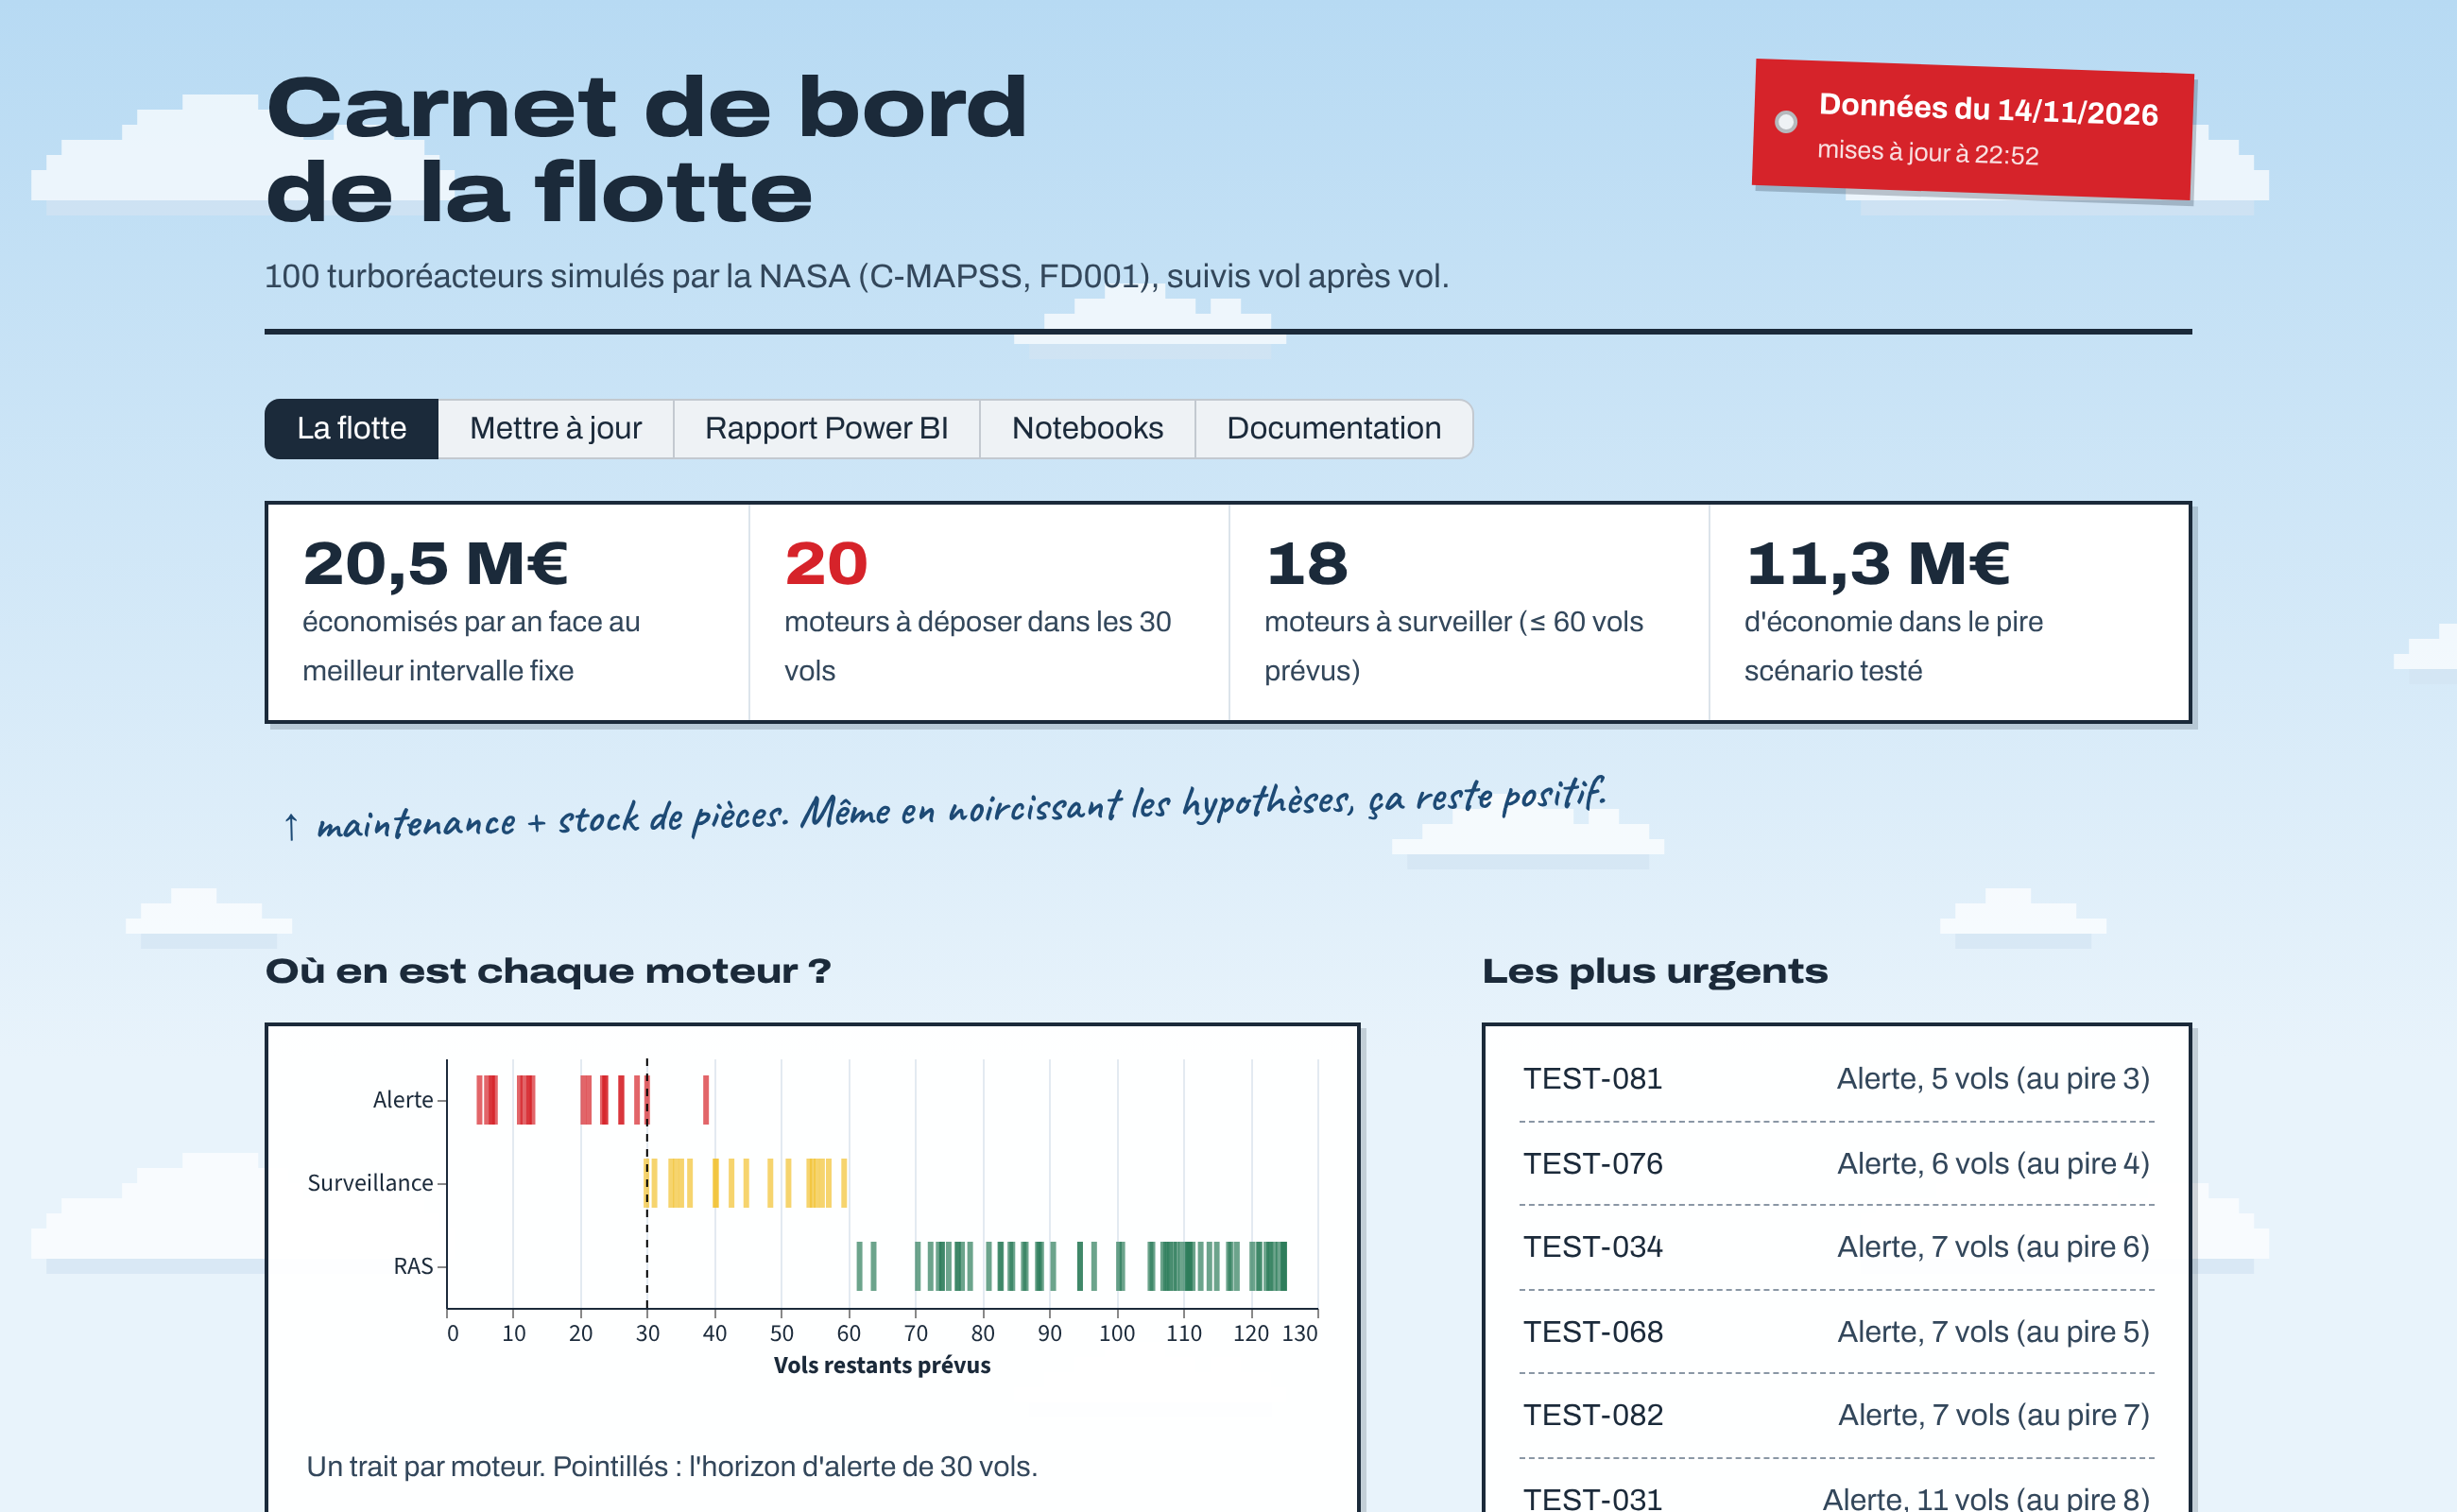 Carnet de bord
de la flotte
Données du 14/11/2026
mises à jour à 22:52
100 turboréacteurs simulés par la NASA (C-MAPSS, FD001), suivis vol après vol.
La flotte
Mettre à jour
Rapport Power BI
Notebooks
Documentation
20,5 M€
économisés par an face au
meilleur intervalle fixe
20
moteurs à déposer dans les 30
vols
18
moteurs à surveiller (≤ 60 vols
prévus)
11,3 M€
d'économie dans le pire
scénario testé
↑ maintenance + stock de pièces. Même en noircissant les hypothèses, ça reste positif.
Où en est chaque moteur ?
Alerte
Surveillance
RAS
0 10 20 30 40 50 60 70 80 90 100 110 120 130
Vols restants prévus
Un trait par moteur. Pointillés : l'horizon d'alerte de 30 vols.
Les plus urgents
TEST-081 Alerte, 5 vols (au pire 3)
TEST-076 Alerte, 6 vols (au pire 4)
TEST-034 Alerte, 7 vols (au pire 6)
TEST-068 Alerte, 7 vols (au pire 5)
TEST-082 Alerte, 7 vols (au pire 7)
TEST-031 Alerte, 11 vols (au pire 8)